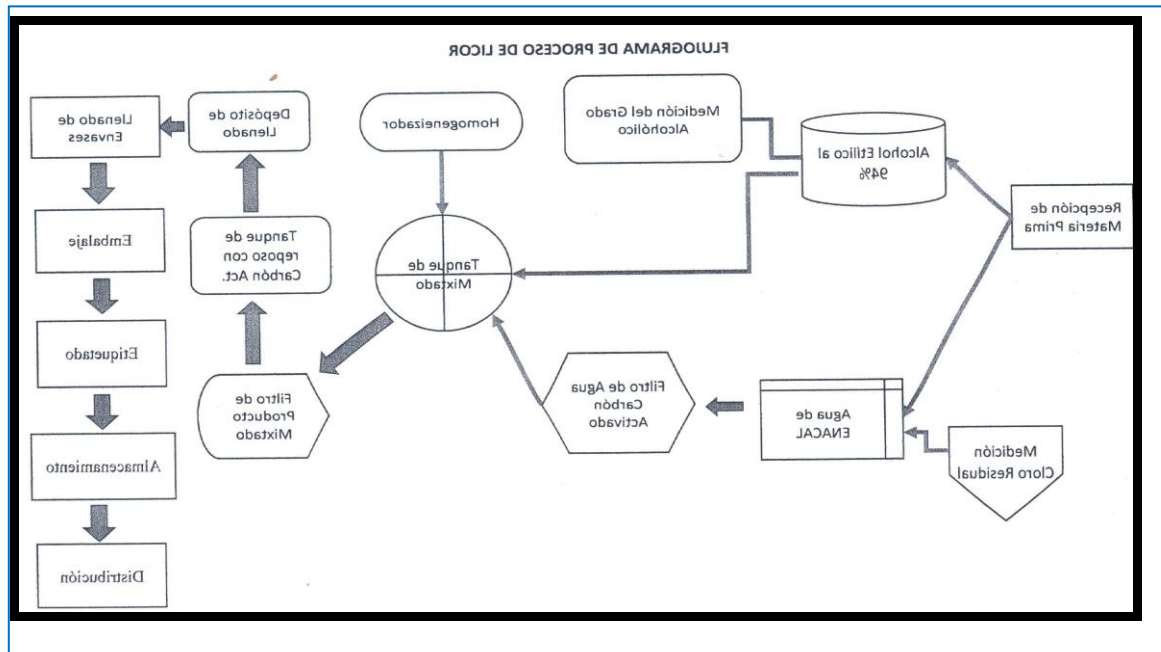 FLUJOGRAMA DE PROCESO DE LICOR
Recepción de
Materia Prima
Alcohol Etílico al
94%
Medición del Grado
Alcohólico
Homogeneizador
Tanque de
Mixtado
Agua de
ENACAL
Medición
Cloro Residual
Filtro de Agua
Carbón
Activado
Filtro de
Producto
Mixtado
Tanque de
reposo con
Carbón Act.
Depósito de
Llenado
Llenado de
Envases
Embalaje
Etiquetado
Almacenamiento
Distribución